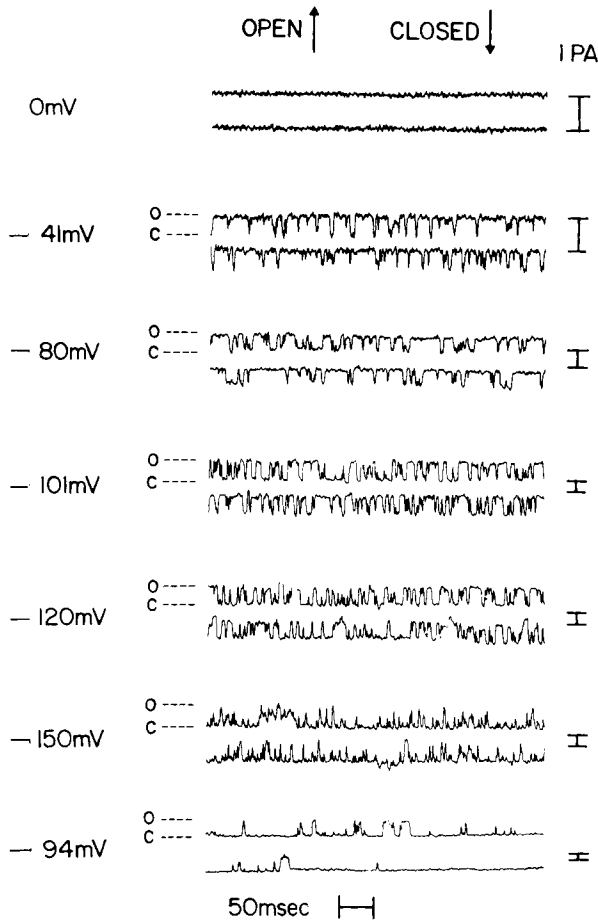 OPEN ↑ CLOSED ↓
1 PA
0mV
O ----
— 41mV
C ----
O ----
— 80mV
C ----
O ----
— 101mV
C ----
O ----
— 120mV
C ----
O ----
— 150mV
C ----
O ----
— 94mV
C ----
50msec